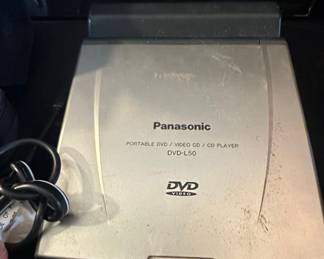 Panasonic
PORTABLE DVD / VIDEO CD / CD PLAYER
DVD-L50
DVD
VIDEO